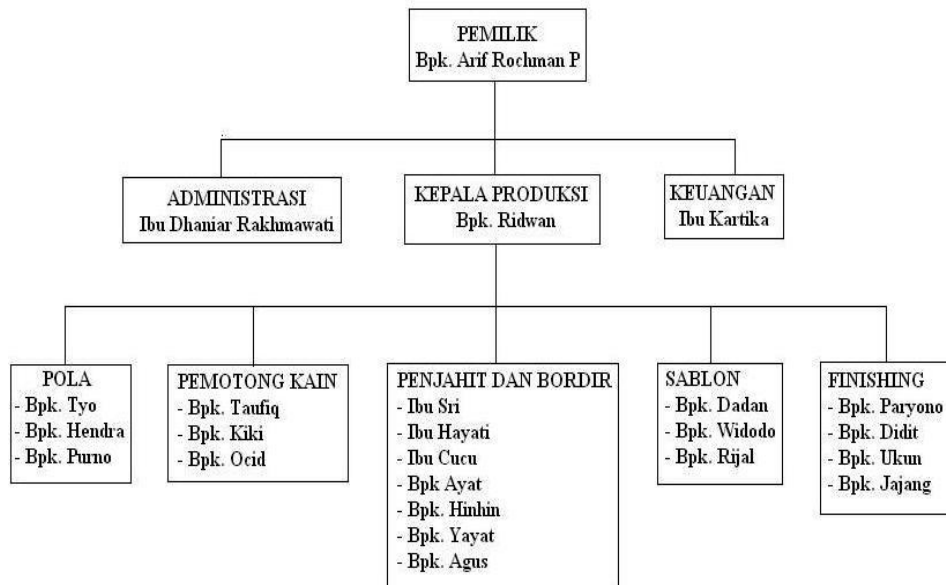 PEMILIK
Bpk. Arif Rochman P
ADMINISTRASI
Ibu Dhaniar Rakhmawati
KEPALA PRODUKSI
Bpk. Ridwan
KEUANGAN
Ibu Kartika
POLA
- Bpk. Tyo
- Bpk. Hendra
- Bpk. Purno
PEMOTONG KAIN
- Bpk. Taufiq
- Bpk. Kiki
- Bpk. Ocid
PENJAHIT DAN BORDIR
- Ibu Sri
- Ibu Hayati
- Ibu Cucu
- Bpk Ayat
- Bpk. Hinhin
- Bpk. Yayat
- Bpk. Agus
SABLON
- Bpk. Dadan
- Bpk. Widodo
- Bpk. Rijal
FINISHING
- Bpk. Paryono
- Bpk. Didit
- Bpk. Ukun
- Bpk. Jajang